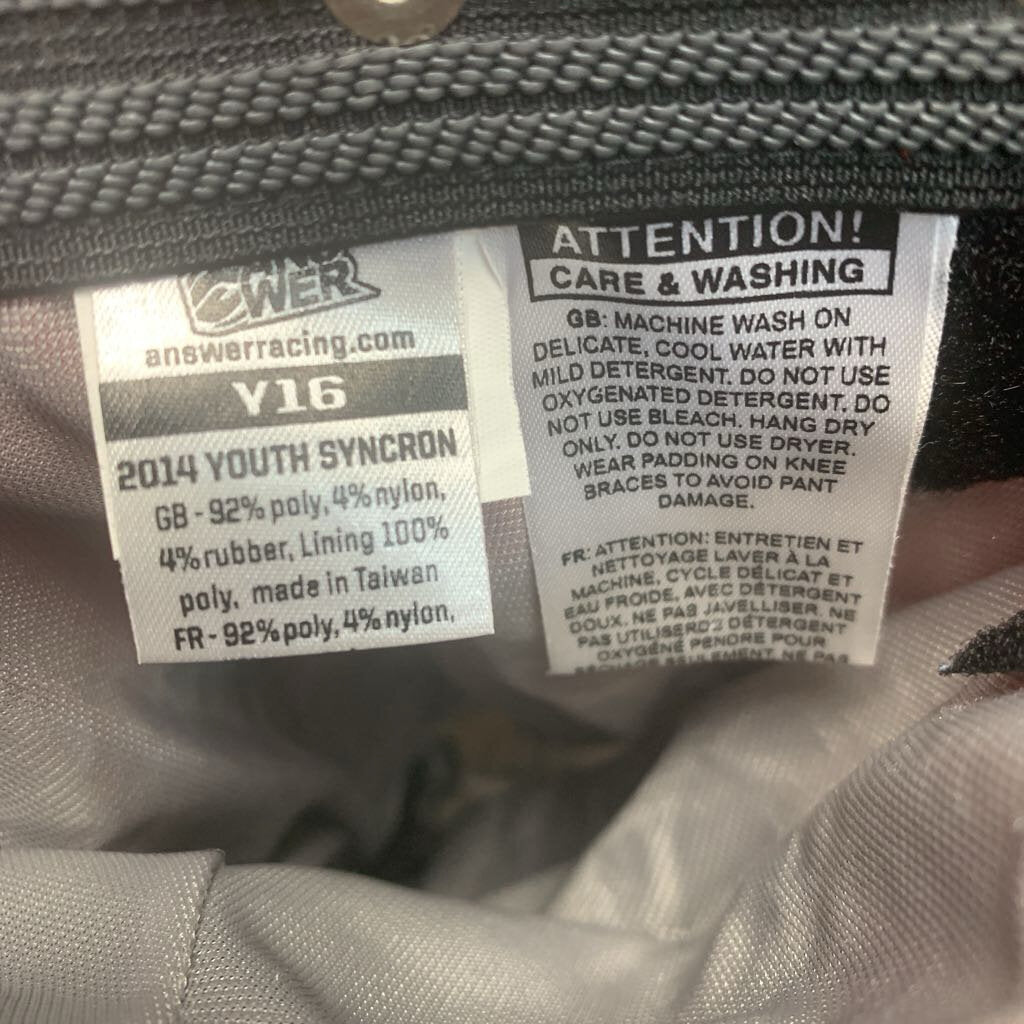 WER
answerracing.com
Y16
2014 YOUTH SYNCRON
GB - 92% poly, 4% nylon,
4% rubber, Lining 100%
poly, made in Taiwan
FR - 92% poly, 4% nylon,
ATTENTION!
CARE & WASHING
GB: MACHINE WASH ON
DELICATE, COOL WATER WITH
MILD DETERGENT. DO NOT USE
OXYGENATED DETERGENT. DO
NOT USE BLEACH. HANG DRY
ONLY. DO NOT USE DRYER.
WEAR PADDING ON KNEE
BRACES TO AVOID PANT
DAMAGE.
FR: ATTENTION: ENTRETIEN ET
NETTOYAGE LAVER À LA
MACHINE, CYCLE DÉLICAT ET
EAU FROIDE, AVEC DÉTERGENT
DOUX. NE PAS JAVELLISER. NE
PAS DÉTERGENT
OXYGÉNÉ PENDRE POUR
SEULEMENT. NE PAS